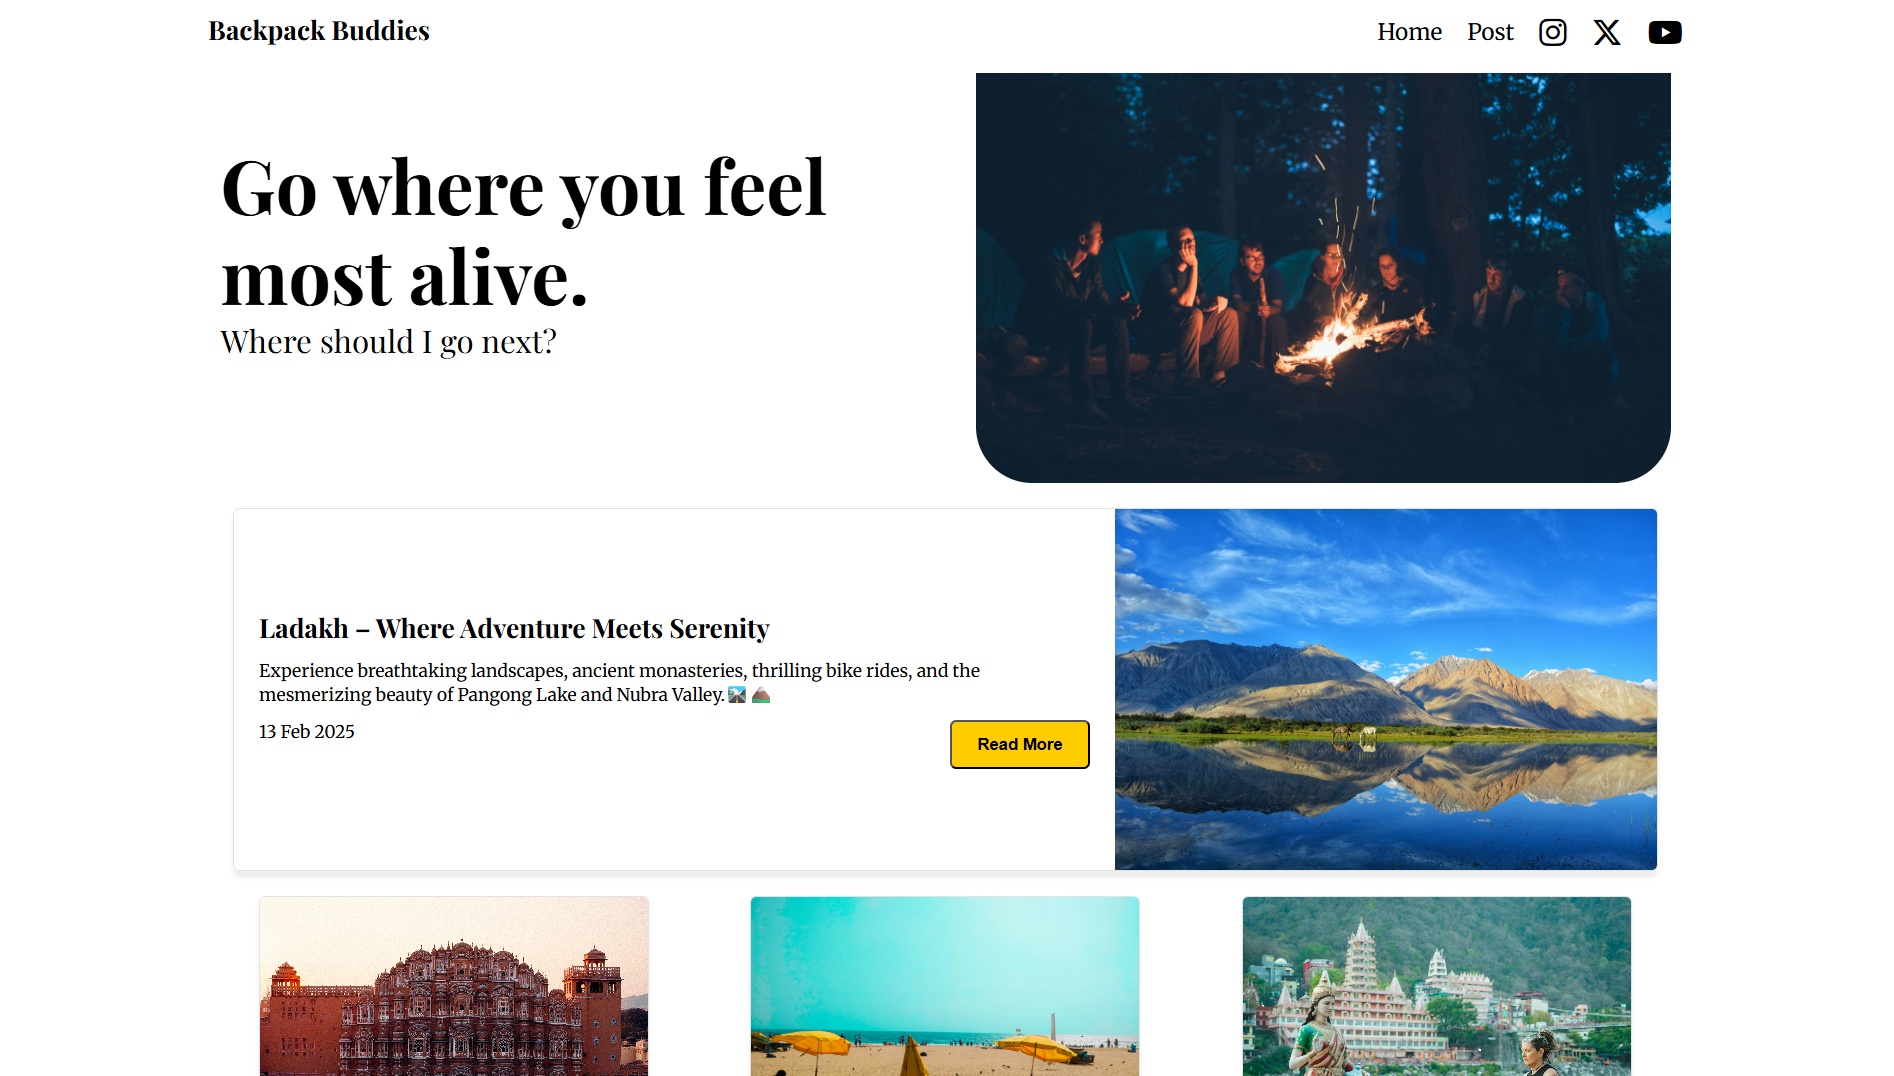 Backpack Buddies
Home Post
Go where you feel
most alive.
Where should I go next?
Ladakh – Where Adventure Meets Serenity
Experience breathtaking landscapes, ancient monasteries, thrilling bike rides, and the
mesmerizing beauty of Pangong Lake and Nubra Valley. 🛣️ ⛰️
13 Feb 2025
Read More